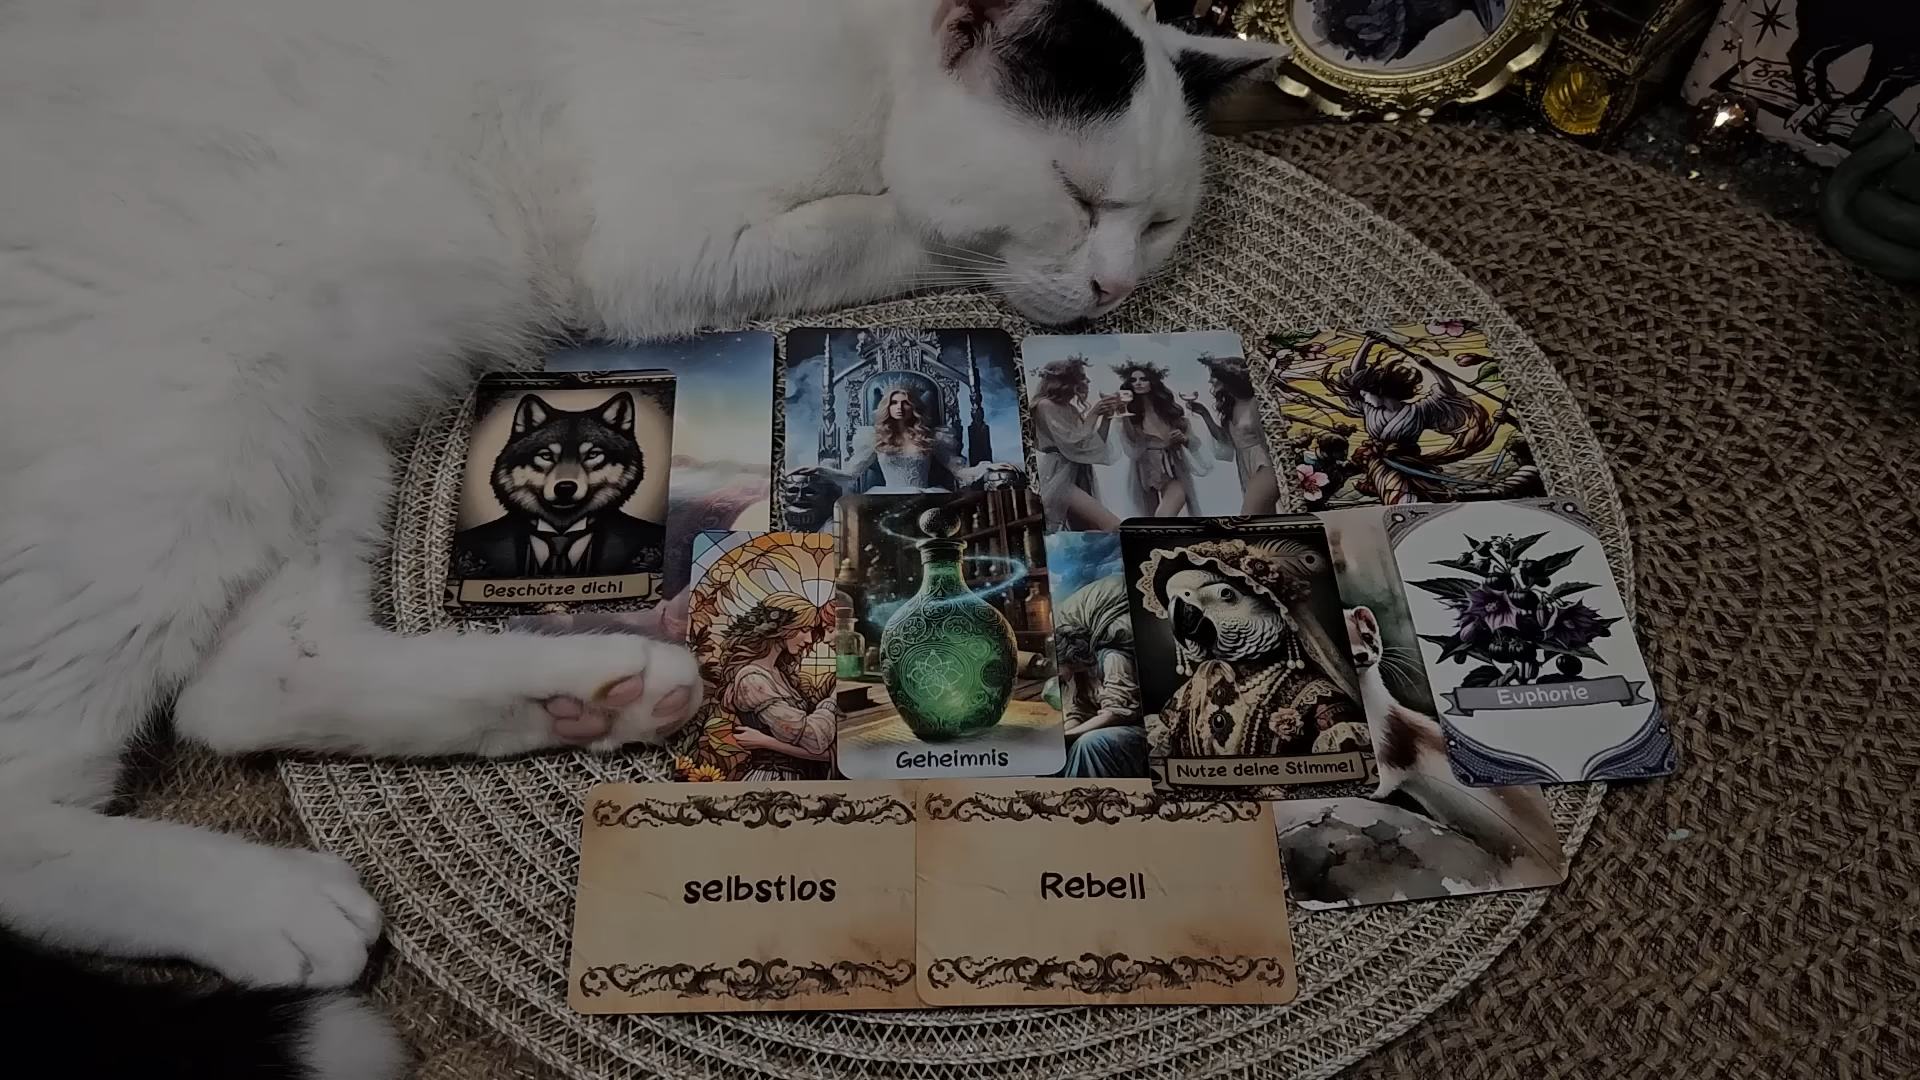 Beschütze dich!
Geheimnis
Nutze deine Stimme!
Euphorie
selbstlos
Rebell